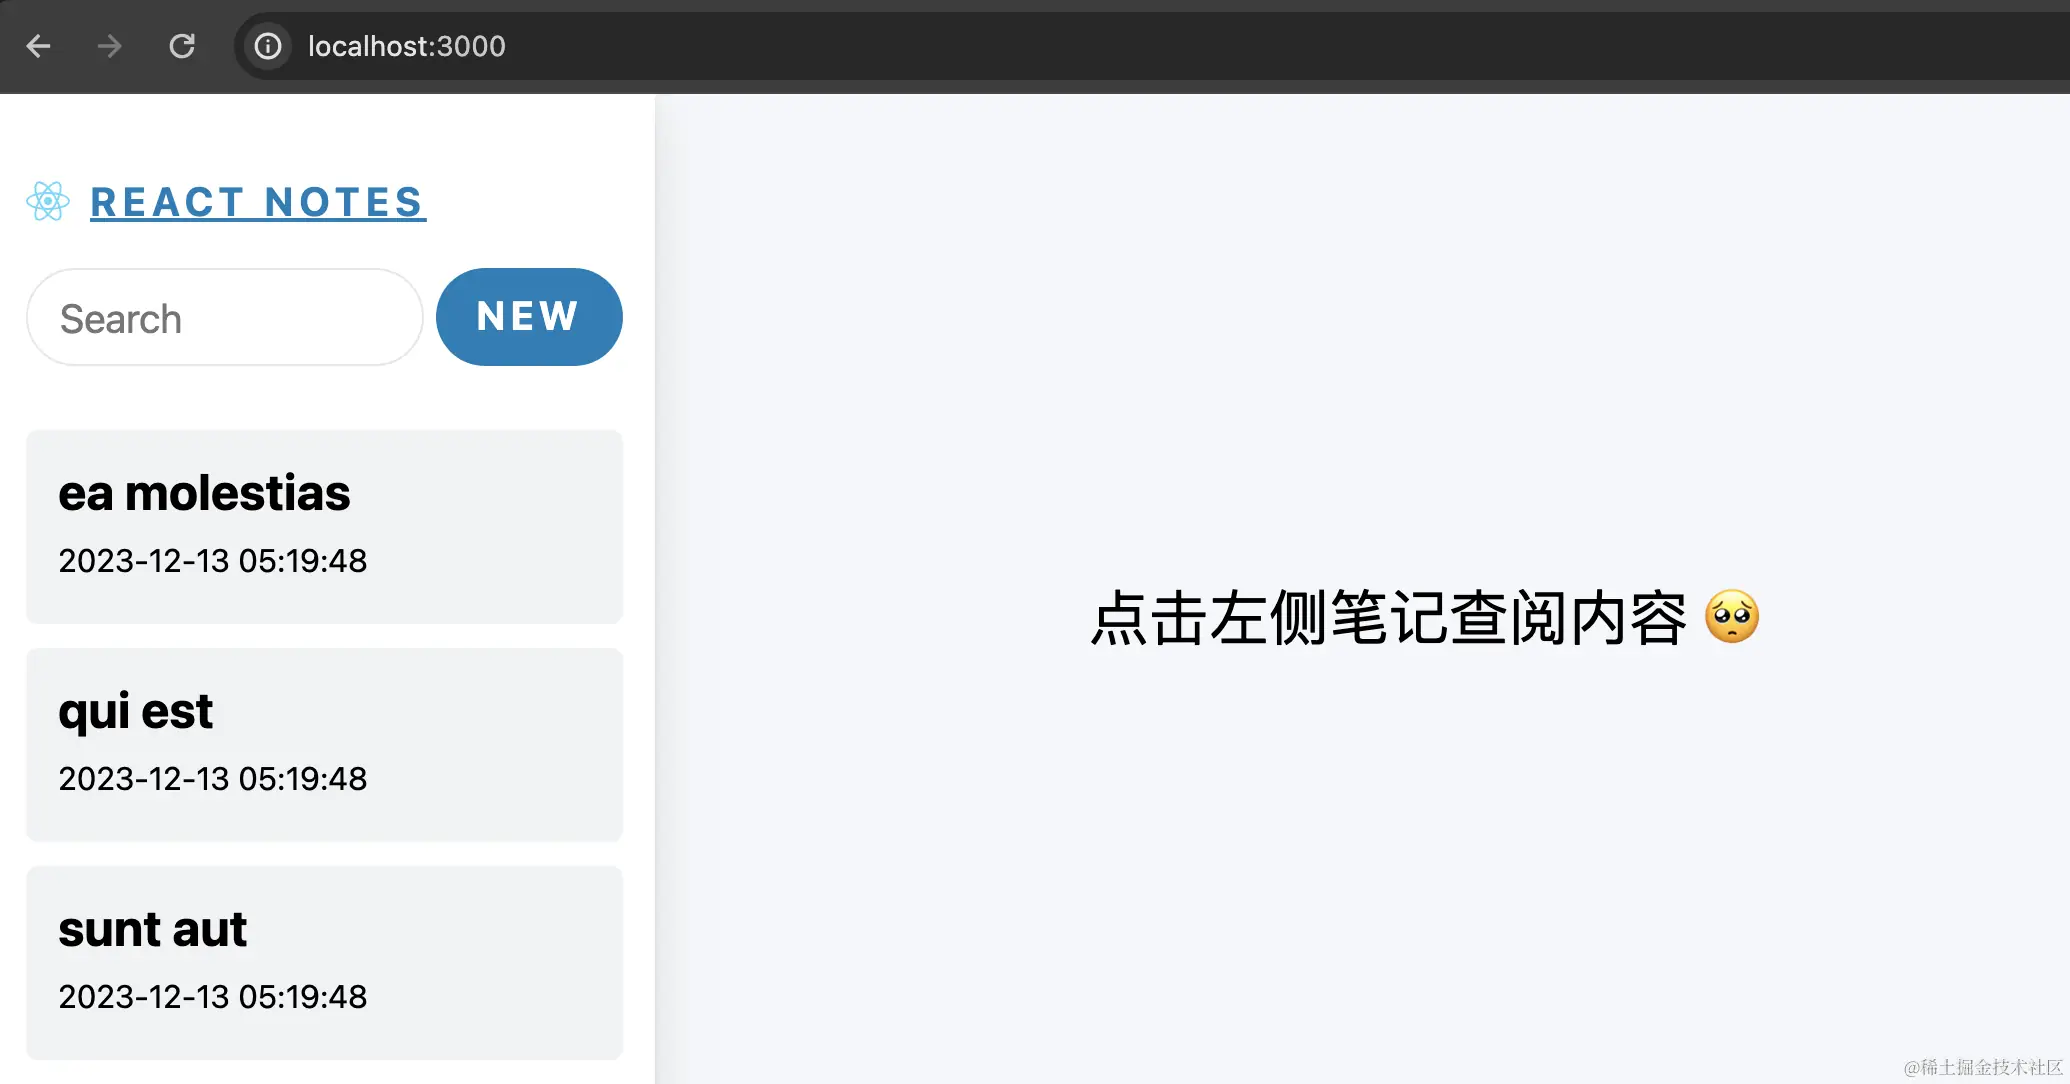 localhost:3000
REACT NOTES
Search
NEW
ea molestias
2023-12-13 05:19:48
qui est
2023-12-13 05:19:48
sunt aut
2023-12-13 05:19:48
点击左侧笔记查阅内容 🥺
@稀土掘金技术社区